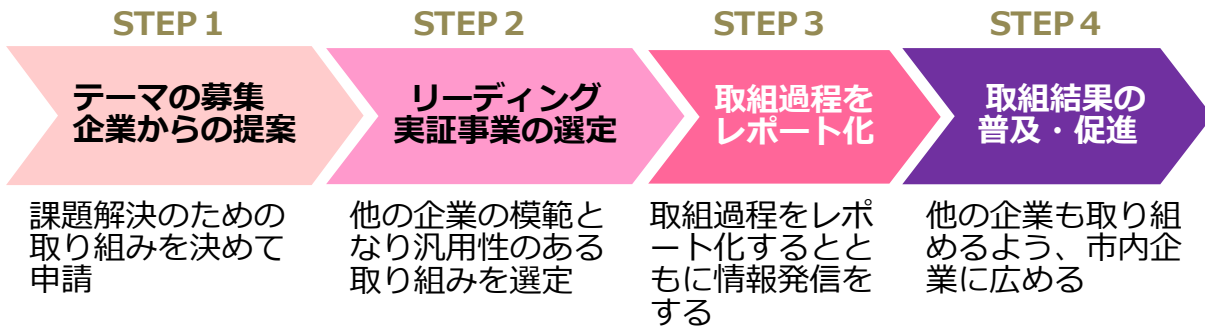 STEP１
テーマの募集
企業からの提案
課題解決のための
取り組みを決めて
申請
STEP２
リーディング
実証事業の選定
他の企業の模範と
なり汎用性のある
取り組みを選定
STEP３
取組過程を
レポート化
取組過程をレポ
ート化するとと
もに情報発信を
する
STEP４
取組結果の
普及・促進
他の企業も取り組
めるよう、市内企
業に広める